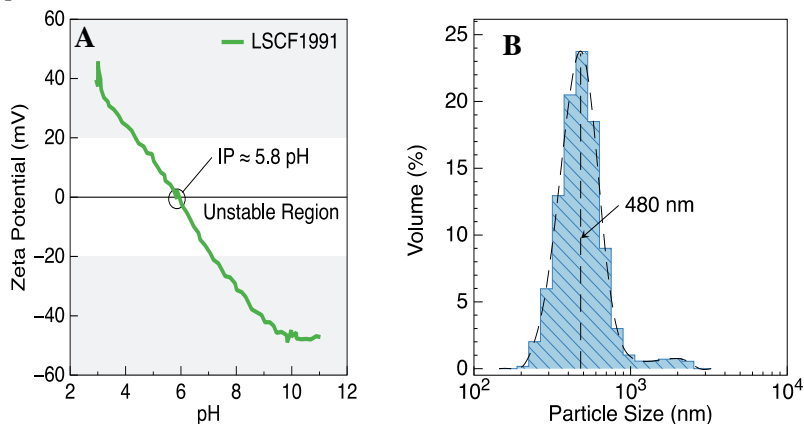 A
LSCF1991
60
40
20
0
−20
−40
−60
Zeta Potential (mV)
IP ≈ 5.8 pH
Unstable Region
2
4
6
8
10
12
pH
B
25
20
15
10
5
0
Volume (%)
480 nm
10²
10³
10⁴
Particle Size (nm)